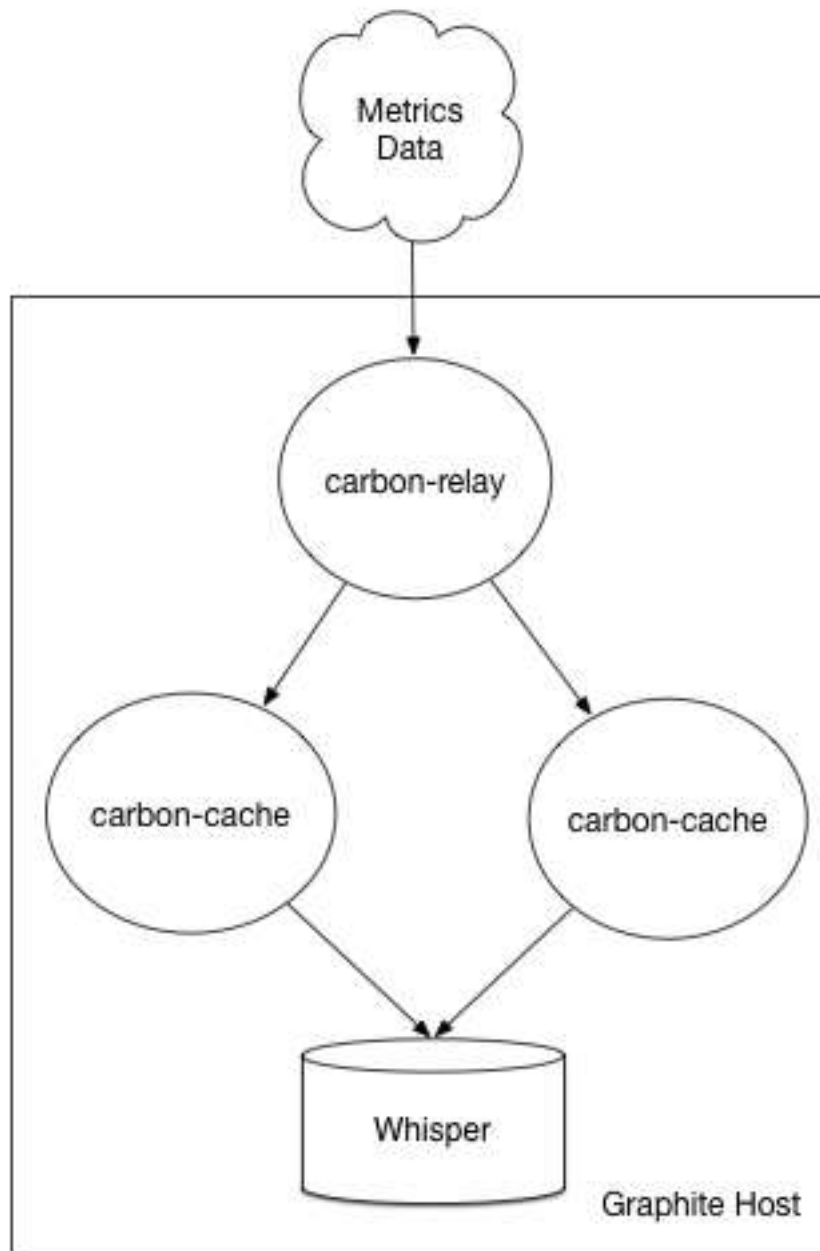 Metrics
Data
carbon-relay
carbon-cache
carbon-cache
Whisper
Graphite Host